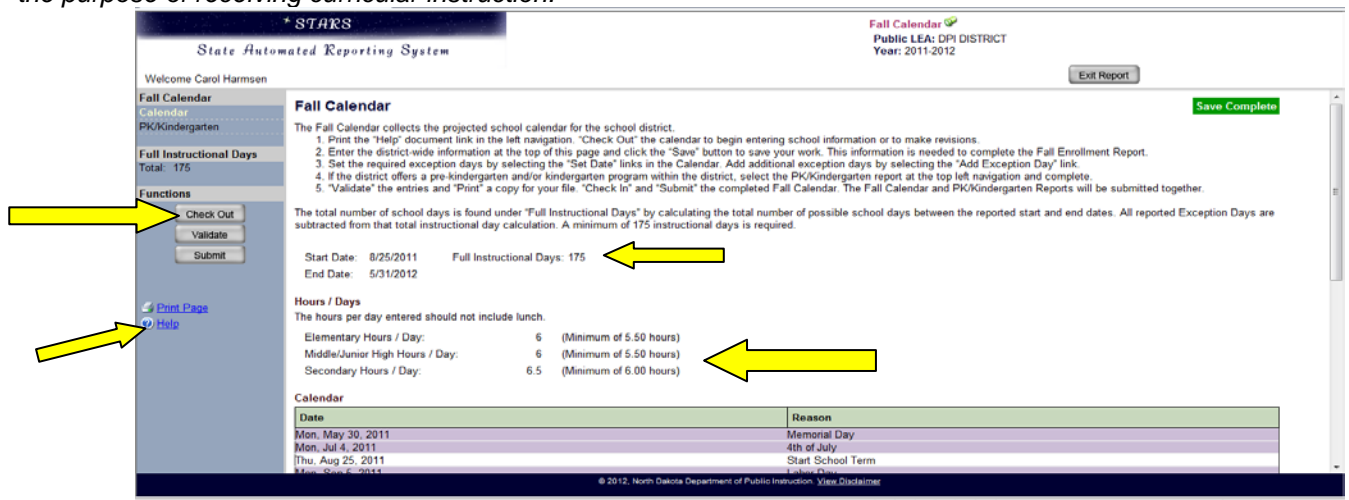 the purpose of receiving curricular instruction.
* STARS
State Automated Reporting System
Fall Calendar
Public LEA: DPI DISTRICT
Year: 2011-2012
Welcome Carol Harmsen
Exit Report
Fall Calendar
Calendar
PK/Kindergarten
Full Instructional Days
Total: 175
Functions
Check Out
Validate
Submit
Print Page
Help
Fall Calendar
Save Complete
The Fall Calendar collects the projected school calendar for the school district.
1. Print the "Help" document link in the left navigation. "Check Out" the calendar to begin entering school information or to make revisions.
2. Enter the district-wide information at the top of this page and click the "Save" button to save your work. This information is needed to complete the Fall Enrollment Report.
3. Set the required exception days by selecting the "Set Date" links in the Calendar. Add additional exception days by selecting the "Add Exception Day" link.
4. If the district offers a pre-kindergarten and/or kindergarten program within the district, select the PK/Kindergarten report at the top left navigation and complete.
5. "Validate" the entries and "Print" a copy for your file. "Check In" and "Submit" the completed Fall Calendar. The Fall Calendar and PK/Kindergarten Reports will be submitted together.
The total number of school days is found under "Full Instructional Days" by calculating the total number of possible school days between the reported start and end dates. All reported Exception Days are
subtracted from that total instructional day calculation. A minimum of 175 instructional days is required.
Start Date: 8/25/2011 Full Instructional Days: 175
End Date: 5/31/2012
Hours / Days
The hours per day entered should not include lunch.
Elementary Hours / Day: 6 (Minimum of 5.50 hours)
Middle/Junior High Hours / Day: 6 (Minimum of 5.50 hours)
Secondary Hours / Day: 6.5 (Minimum of 6.00 hours)
Calendar
Date Reason
Mon, May 30, 2011 Memorial Day
Mon, Jul 4, 2011 4th of July
Thu, Aug 25, 2011 Start School Term
Mon, Sep 5, 2011 Labor Day
© 2012, North Dakota Department of Public Instruction. View Disclaimer